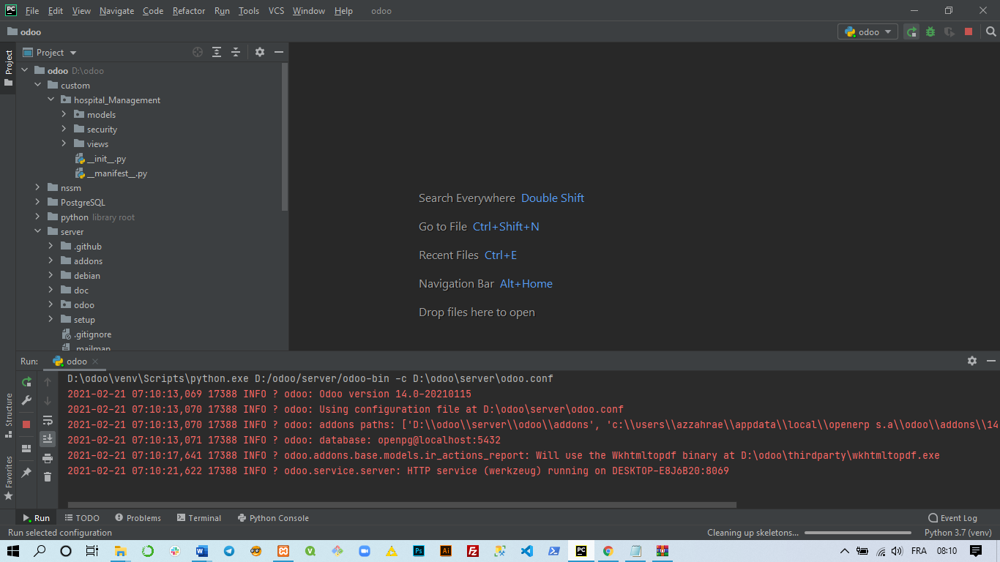 PC File Edit View Navigate Code Refactor Run Tools VCS Window Help odoo
odoo odoo
Project Project
odoo D:\odoo
custom
hospital_Management
models
security
views
__init__.py
__manifest__.py
nssm
PostgreSQL
python library root
server
.github
addons
debian
doc
odoo
setup
.gitignore
.mailmap
Search Everywhere Double Shift
Go to File Ctrl+Shift+N
Recent Files Ctrl+E
Navigation Bar Alt+Home
Drop files here to open
Run: odoo
Structure
Favorites
D:\odoo\venv\Scripts\python.exe D:/odoo/server/odoo-bin -c D:\odoo\server\odoo.conf
2021-02-21 07:10:13,069 17388 INFO ? odoo: Odoo version 14.0-20210115
2021-02-21 07:10:13,070 17388 INFO ? odoo: Using configuration file at D:\odoo\server\odoo.conf
2021-02-21 07:10:13,070 17388 INFO ? odoo: addons paths: ['D:\\odoo\\server\\odoo\\addons', 'c:\\users\\azzahrae\\appdata\\local\\openerp s.a\\odoo\\addons\\14
2021-02-21 07:10:13,071 17388 INFO ? odoo: database: openpg@localhost:5432
2021-02-21 07:10:17,641 17388 INFO ? odoo.addons.base.models.ir_actions_report: Will use the Wkhtmltopdf binary at D:\odoo\thirdparty\wkhtmltopdf.exe
2021-02-21 07:10:21,622 17388 INFO ? odoo.service.server: HTTP service (werkzeug) running on DESKTOP-E8J6B20:8069
Run TODO Problems Terminal Python Console Event Log
Run selected configuration Cleaning up skeletons... Python 3.7 (venv)
Ps Ai Fz PC FRA 08:10